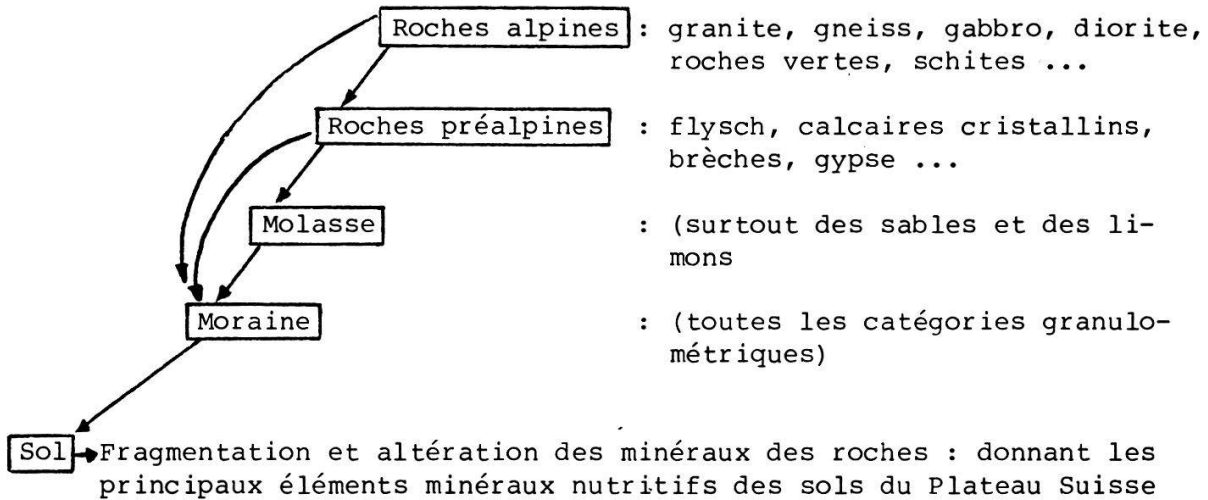 Roches alpines : granite, gneiss, gabbro, diorite,
roches vertes, schites ...
Roches préalpines : flysch, calcaires cristallins,
brèches, gypse ...
Molasse : (surtout des sables et des li-
mons
Moraine : (toutes les catégories granulo-
métriques)
Sol Fragmentation et altération des minéraux des roches : donnant les
principaux éléments minéraux nutritifs des sols du Plateau Suisse